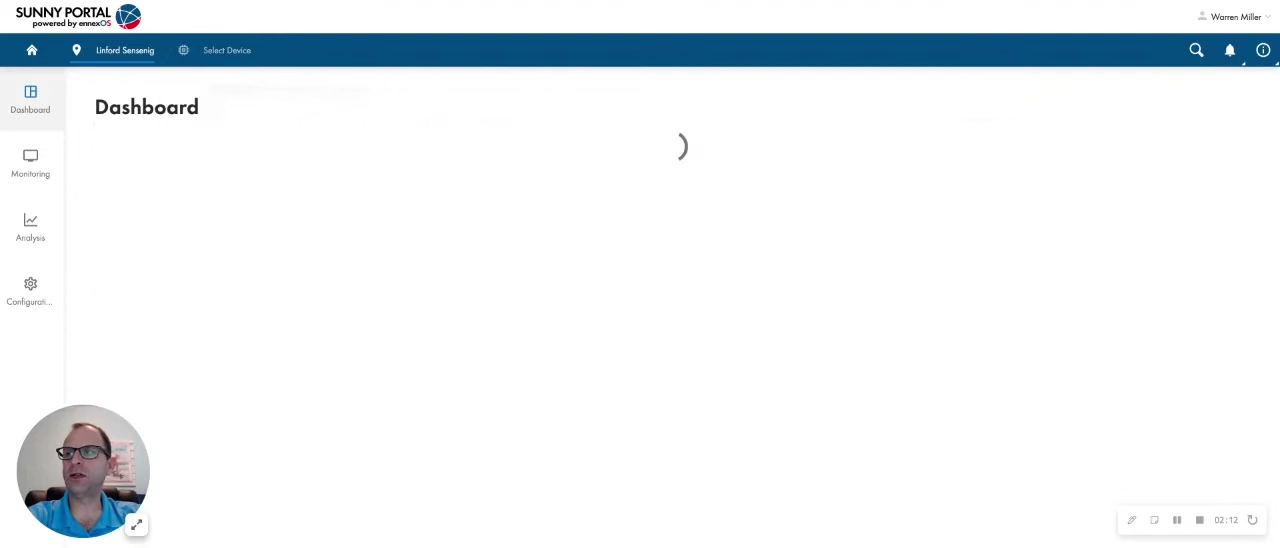 SUNNY PORTAL
powered by ennexOS
Warren Miller
Linford Sensenig
Select Device
Dashboard
Dashboard
Monitoring
Analysis
Configurati...
02:12